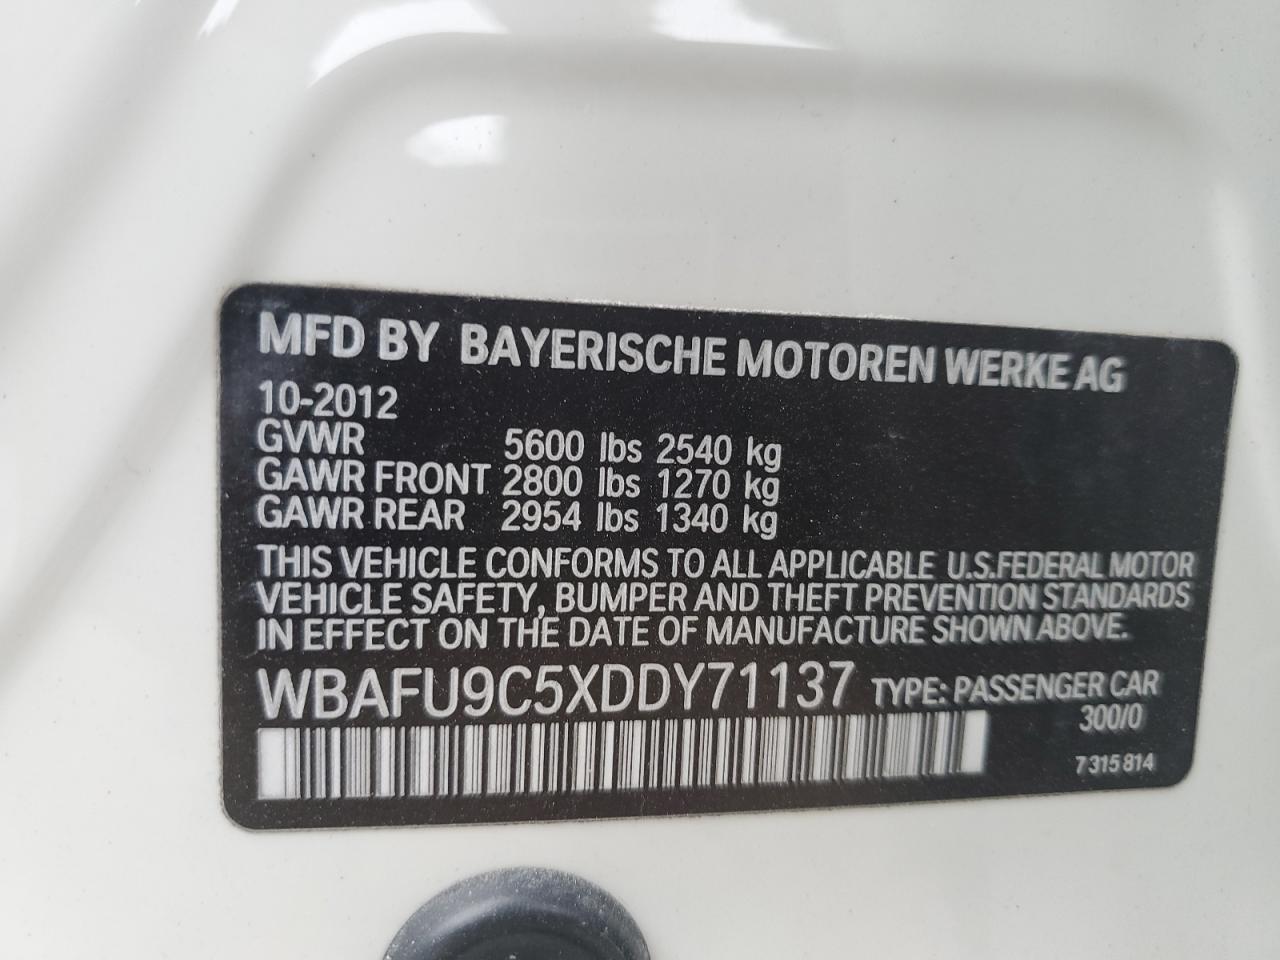 MFD BY BAYERISCHE MOTOREN WERKE AG
10-2012
GVWR 5600 lbs 2540 kg
GAWR FRONT 2800 lbs 1270 kg
GAWR REAR 2954 lbs 1340 kg
THIS VEHICLE CONFORMS TO ALL APPLICABLE U.S.FEDERAL MOTOR
VEHICLE SAFETY, BUMPER AND THEFT PREVENTION STANDARDS
IN EFFECT ON THE DATE OF MANUFACTURE SHOWN ABOVE.
WBAFU9C5XDDY71137 TYPE: PASSENGER CAR
300/0
7 315 814